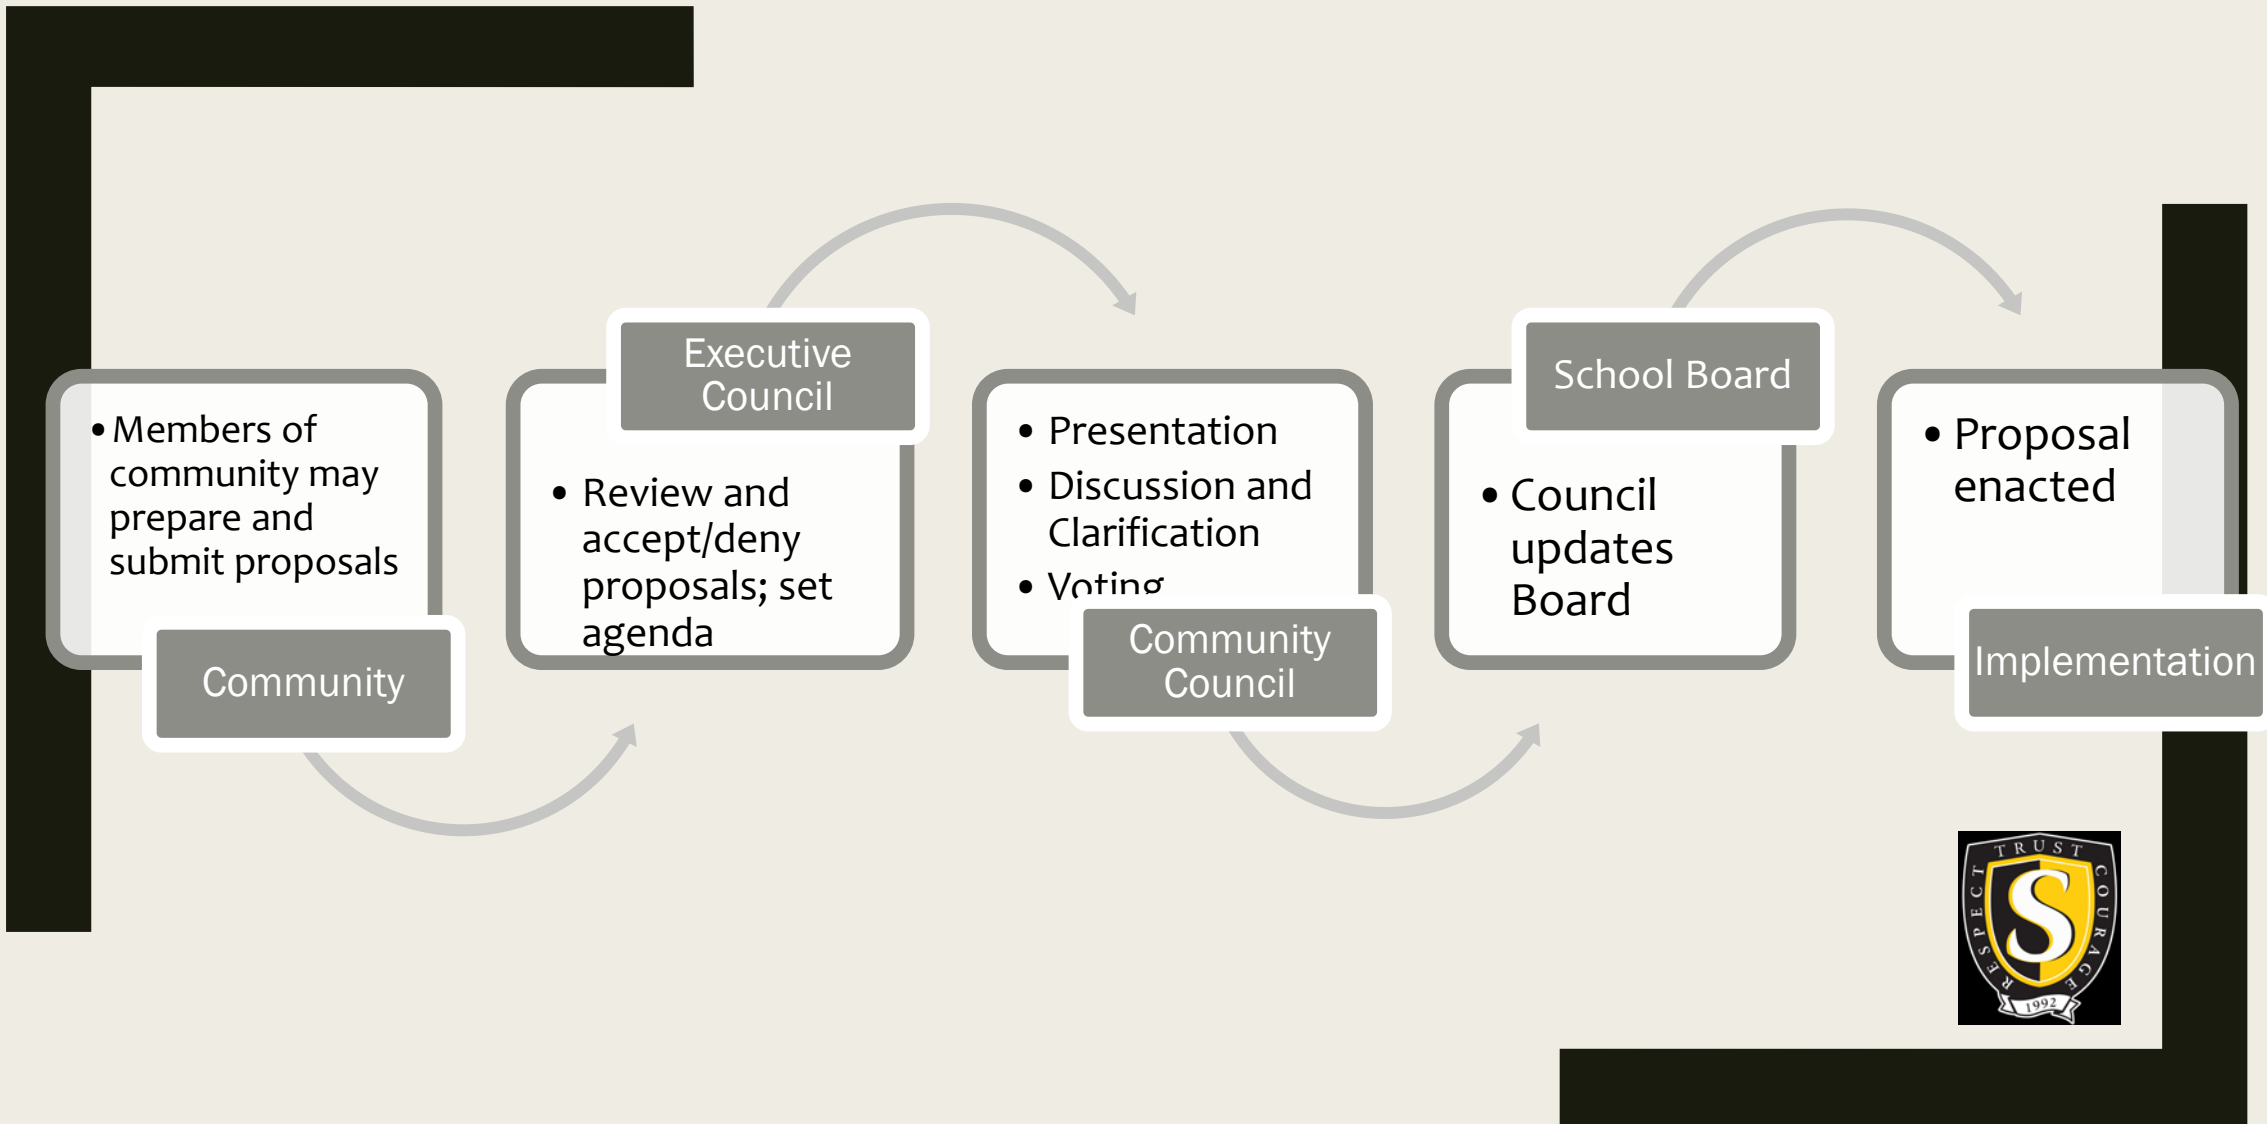 • Members of
community may
prepare and
submit proposals
Community
Executive
Council
• Review and
accept/deny
proposals; set
agenda
• Presentation
• Discussion and
Clarification
• Voting
Community
Council
School Board
• Council
updates
Board
• Proposal
enacted
Implementation
RESPECT TRUST COURAGE
S
1992